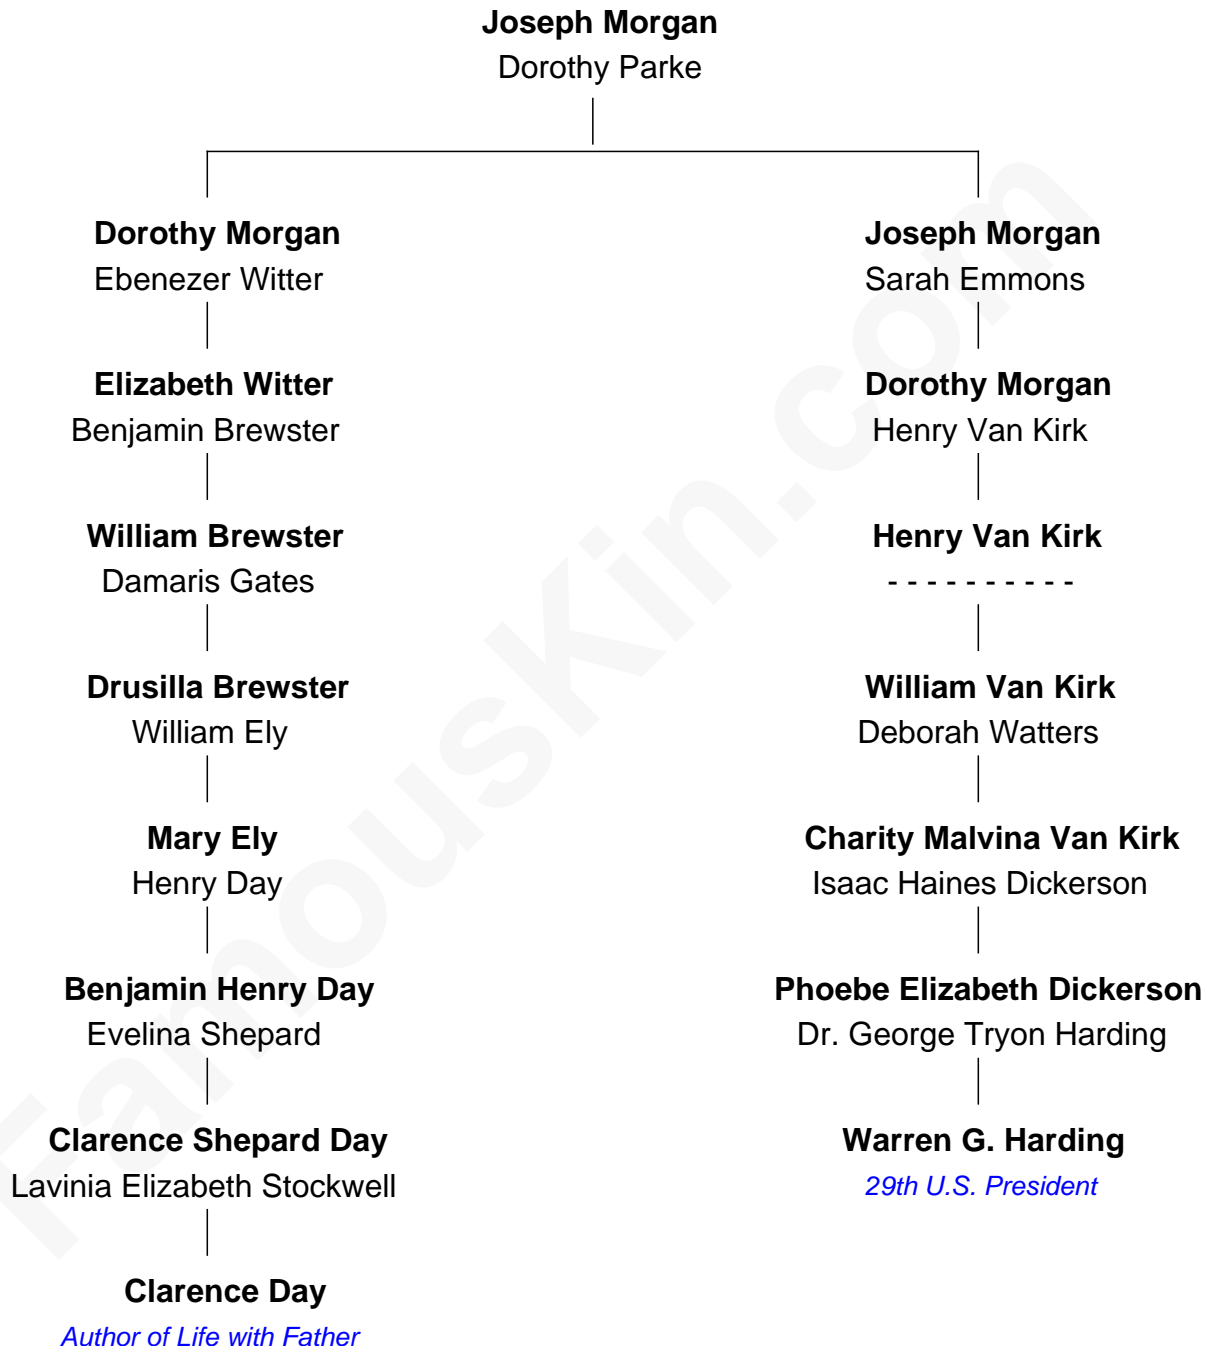 Joseph Morgan
Dorothy Parke
Dorothy Morgan
Ebenezer Witter
Elizabeth Witter
Benjamin Brewster
William Brewster
Damaris Gates
Drusilla Brewster
William Ely
Mary Ely
Henry Day
Benjamin Henry Day
Evelina Shepard
Clarence Shepard Day
Lavinia Elizabeth Stockwell
Clarence Day
Author of Life with Father
Joseph Morgan
Sarah Emmons
Dorothy Morgan
Henry Van Kirk
Henry Van Kirk
- - - - - - - - - -
William Van Kirk
Deborah Watters
Charity Malvina Van Kirk
Isaac Haines Dickerson
Phoebe Elizabeth Dickerson
Dr. George Tryon Harding
Warren G. Harding
29th U.S. President
FamousKin.com